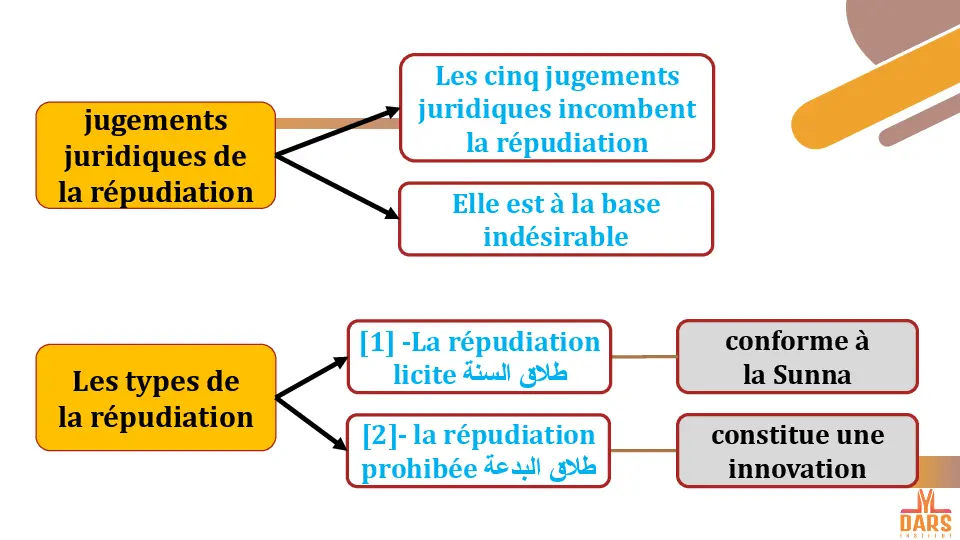 jugements
juridiques de
la répudiation
Les cinq jugements
juridiques incombent
la répudiation
Elle est à la base
indésirable
Les types de
la répudiation
[1] -La répudiation
licite طلاق السنة
conforme à
la Sunna
[2]- la répudiation
prohibée طلاق البدعة
constitue une
innovation
DARS
INSTITUT